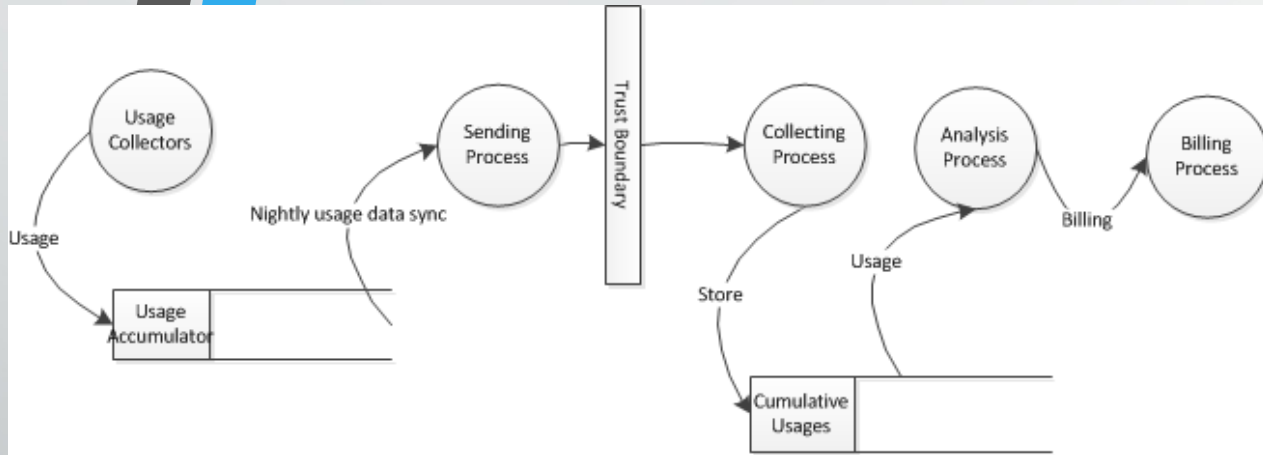 Usage
Collectors
Usage
Usage
Accumulator
Nightly usage data sync
Sending
Process
Trust Boundary
Collecting
Process
Store
Cumulative
Usages
Usage
Analysis
Process
Billing
Billing
Process